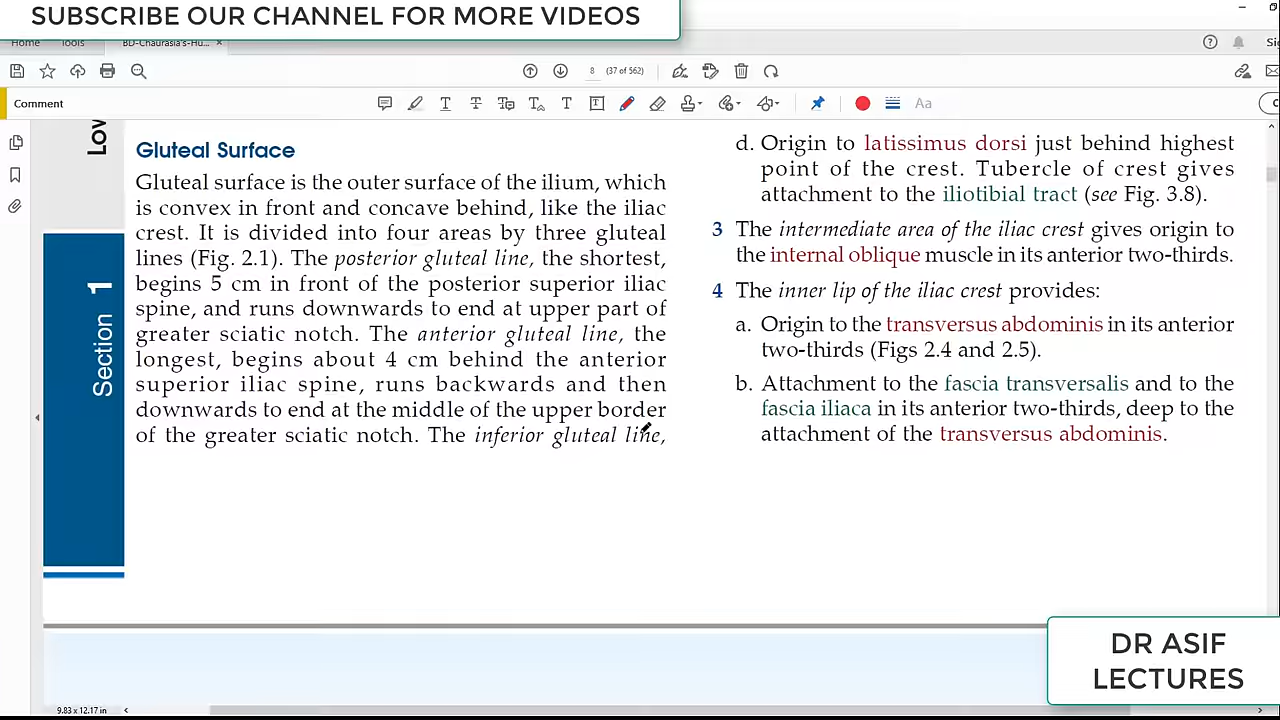 SUBSCRIBE OUR CHANNEL FOR MORE VIDEOS
Home Tools BD-Chaurasia's-Hu... ×
8 (37 of 562)
Comment
Aa
Section 1
Gluteal Surface
Gluteal surface is the outer surface of the ilium, which
is convex in front and concave behind, like the iliac
crest. It is divided into four areas by three gluteal
lines (Fig. 2.1). The posterior gluteal line, the shortest,
begins 5 cm in front of the posterior superior iliac
spine, and runs downwards to end at upper part of
greater sciatic notch. The anterior gluteal line, the
longest, begins about 4 cm behind the anterior
superior iliac spine, runs backwards and then
downwards to end at the middle of the upper border
of the greater sciatic notch. The inferior gluteal line,
d. Origin to latissimus dorsi just behind highest
point of the crest. Tubercle of crest gives
attachment to the iliotibial tract (see Fig. 3.8).
3 The intermediate area of the iliac crest gives origin to
the internal oblique muscle in its anterior two-thirds.
4 The inner lip of the iliac crest provides:
a. Origin to the transversus abdominis in its anterior
two-thirds (Figs 2.4 and 2.5).
b. Attachment to the fascia transversalis and to the
fascia iliaca in its anterior two-thirds, deep to the
attachment of the transversus abdominis.
DR ASIF
LECTURES
9.83 x 12.17 in